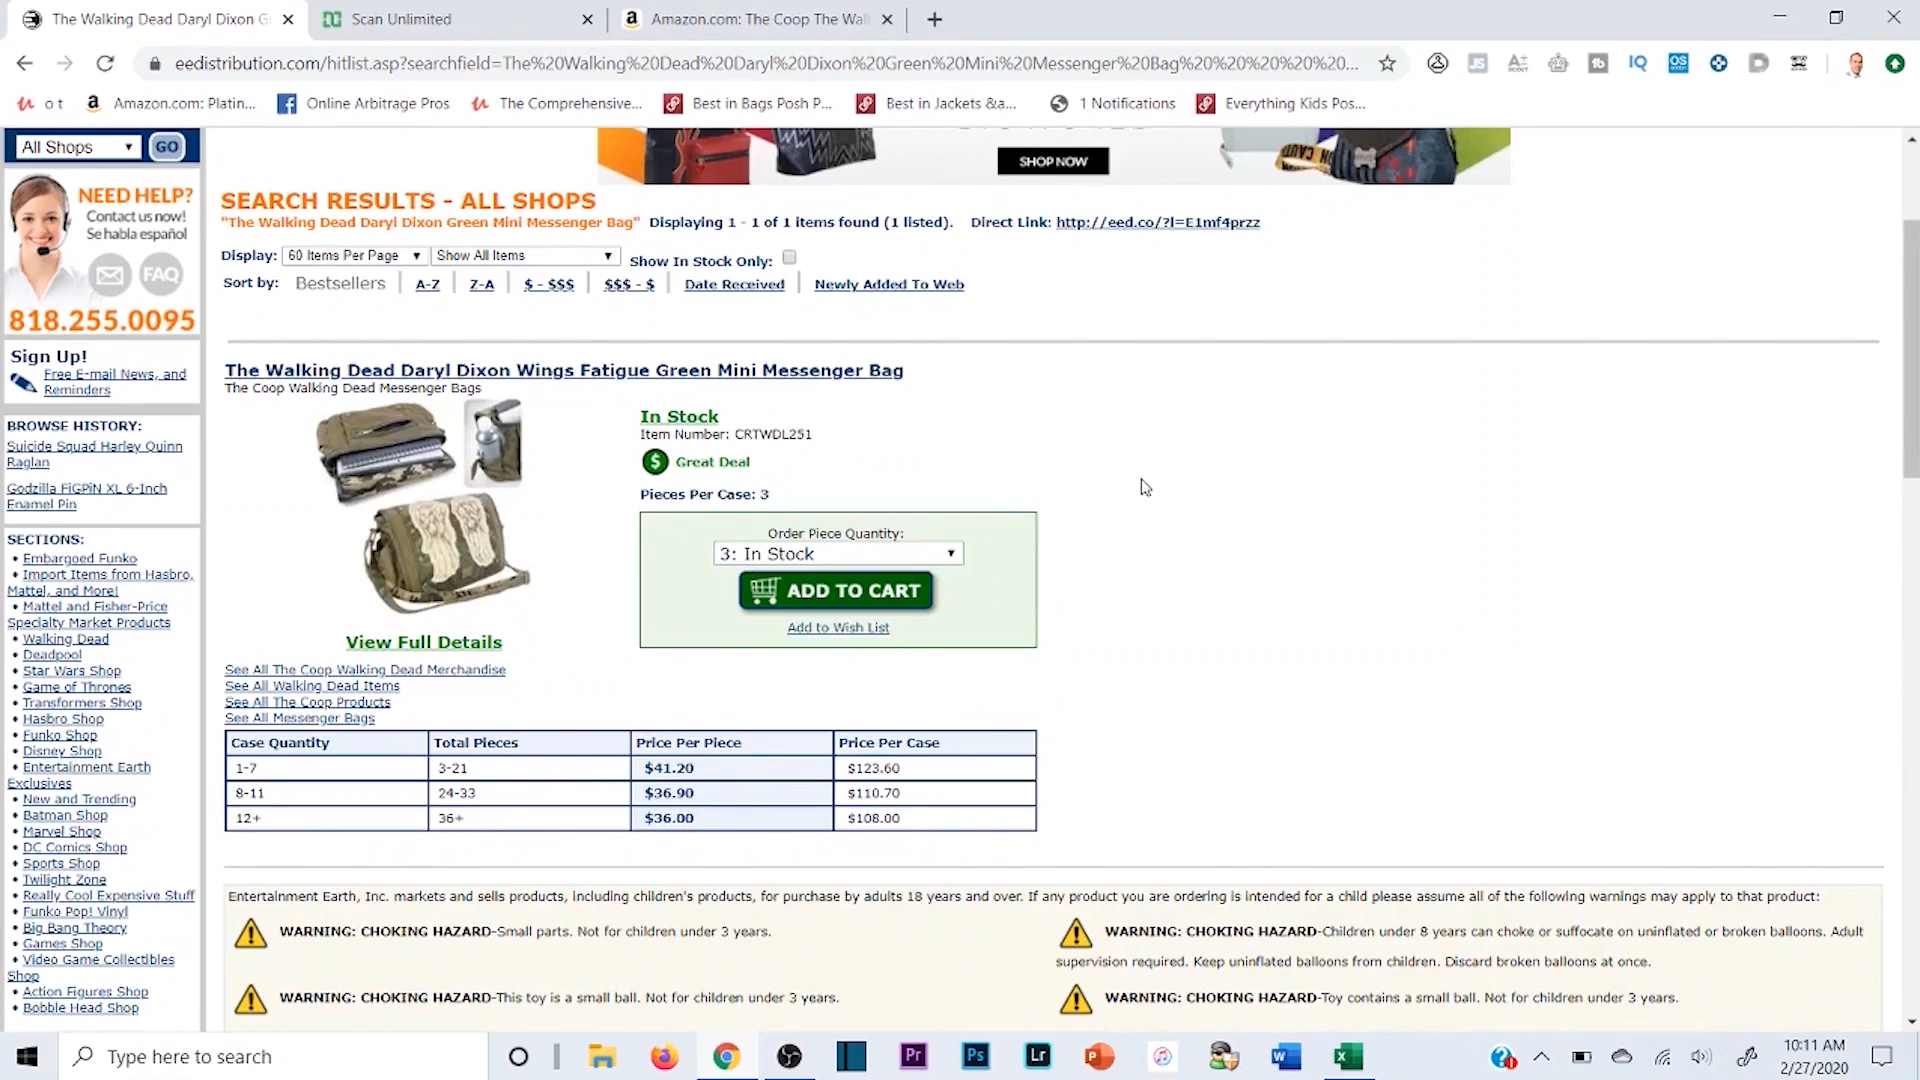 The Walking Dead Daryl Dixon G
Scan Unlimited
Amazon.com: The Coop The Wal
eedistribution.com/hitlist.asp?searchfield=The%20Walking%20Dead%20Daryl%20Dixon%20Green%20Mini%20Messenger%20Bag%20%20%20%20%20...
o t
Amazon.com: Platin...
Online Arbitrage Pros
The Comprehensive...
Best in Bags Posh P...
Best in Jackets &a...
1 Notifications
Everything Kids Pos...
All Shops
GO
SHOP NOW
NEED HELP?
Contact us now!
Se habla español
FAQ
818.255.0095
Sign Up!
Free E-mail News, and
Reminders
BROWSE HISTORY:
Suicide Squad Harley Quinn
Raglan
Godzilla FiGPiN XL 6-Inch
Enamel Pin
SECTIONS:
• Embargoed Funko
• Import Items from Hasbro,
Mattel, and More!
• Mattel and Fisher-Price
Specialty Market Products
• Walking Dead
• Deadpool
• Star Wars Shop
• Game of Thrones
• Transformers Shop
• Hasbro Shop
• Funko Shop
• Disney Shop
• Entertainment Earth
Exclusives
• New and Trending
• Batman Shop
• Marvel Shop
• DC Comics Shop
• Sports Shop
• Twilight Zone
• Really Cool Expensive Stuff
• Funko Pop! Vinyl
• Big Bang Theory
• Games Shop
• Video Game Collectibles
Shop
• Action Figures Shop
• Bobble Head Shop
SEARCH RESULTS - ALL SHOPS
"The Walking Dead Daryl Dixon Green Mini Messenger Bag" Displaying 1 - 1 of 1 items found (1 listed). Direct Link: http://eed.co/?l=E1mf4przz
Display: 60 Items Per Page Show All Items Show In Stock Only:
Sort by: Bestsellers A-Z Z-A $ - $$$ $$$ - $ Date Received Newly Added To Web
The Walking Dead Daryl Dixon Wings Fatigue Green Mini Messenger Bag
The Coop Walking Dead Messenger Bags
In Stock
Item Number: CRTWDL251
$ Great Deal
Pieces Per Case: 3
Order Piece Quantity:
3: In Stock
ADD TO CART
Add to Wish List
View Full Details
See All The Coop Walking Dead Merchandise
See All Walking Dead Items
See All The Coop Products
See All Messenger Bags
Case Quantity Total Pieces Price Per Piece Price Per Case
1-7 3-21 $41.20 $123.60
8-11 24-33 $36.90 $110.70
12+ 36+ $36.00 $108.00
Entertainment Earth, Inc. markets and sells products, including children's products, for purchase by adults 18 years and over. If any product you are ordering is intended for a child please assume all of the following warnings may apply to that product:
WARNING: CHOKING HAZARD-Small parts. Not for children under 3 years.
WARNING: CHOKING HAZARD-Children under 8 years can choke or suffocate on uninflated or broken balloons. Adult
supervision required. Keep uninflated balloons from children. Discard broken balloons at once.
WARNING: CHOKING HAZARD-This toy is a small ball. Not for children under 3 years.
WARNING: CHOKING HAZARD-Toy contains a small ball. Not for children under 3 years.
Type here to search
Pr
Ps
Lr
10:11 AM
2/27/2020